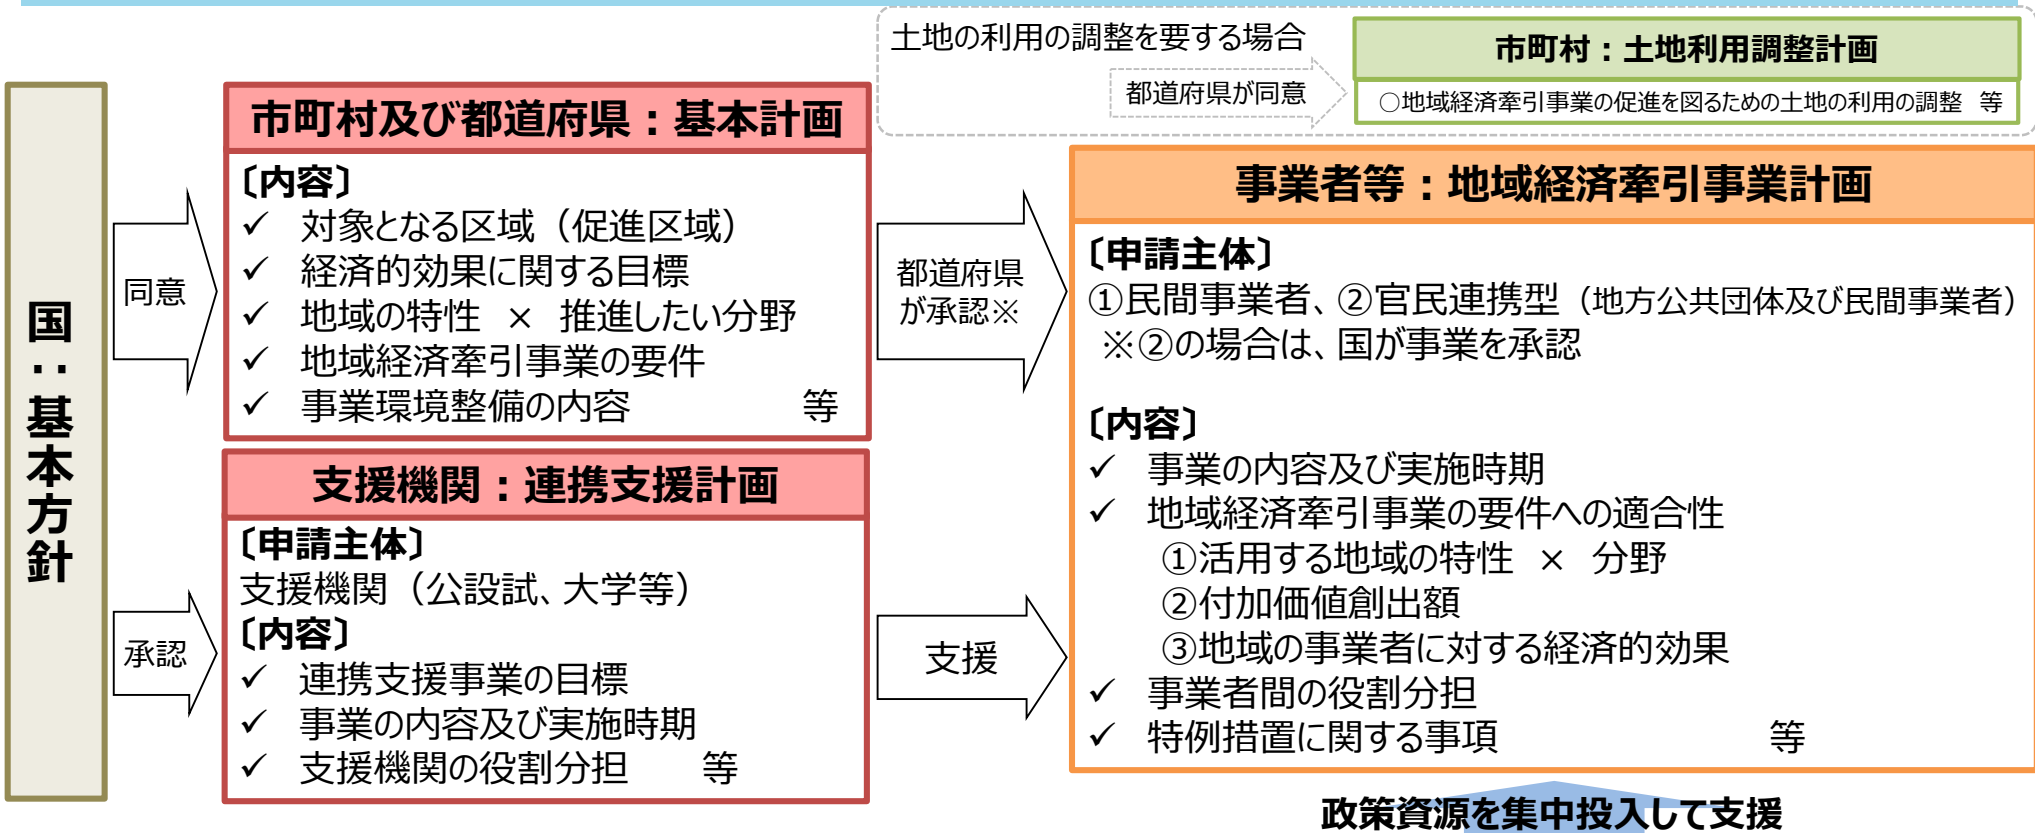 土地の利用の調整を要する場合
都道府県が同意
市町村：土地利用調整計画
○地域経済牽引事業の促進を図るための土地の利用の調整　等
国：基本方針
同意
承認
市町村及び都道府県：基本計画
〔内容〕
✓ 対象となる区域（促進区域）
✓ 経済的効果に関する目標
✓ 地域の特性 × 推進したい分野
✓ 地域経済牽引事業の要件
✓ 事業環境整備の内容　等
支援機関：連携支援計画
〔申請主体〕
支援機関（公設試、大学等）
〔内容〕
✓ 連携支援事業の目標
✓ 事業の内容及び実施時期
✓ 支援機関の役割分担　等
都道府県
が承認※
支援
事業者等：地域経済牽引事業計画
〔申請主体〕
①民間事業者、②官民連携型（地方公共団体及び民間事業者）
※②の場合は、国が事業を承認
〔内容〕
✓ 事業の内容及び実施時期
✓ 地域経済牽引事業の要件への適合性
①活用する地域の特性 × 分野
②付加価値創出額
③地域の事業者に対する経済的効果
✓ 事業者間の役割分担
✓ 特例措置に関する事項　等
政策資源を集中投入して支援